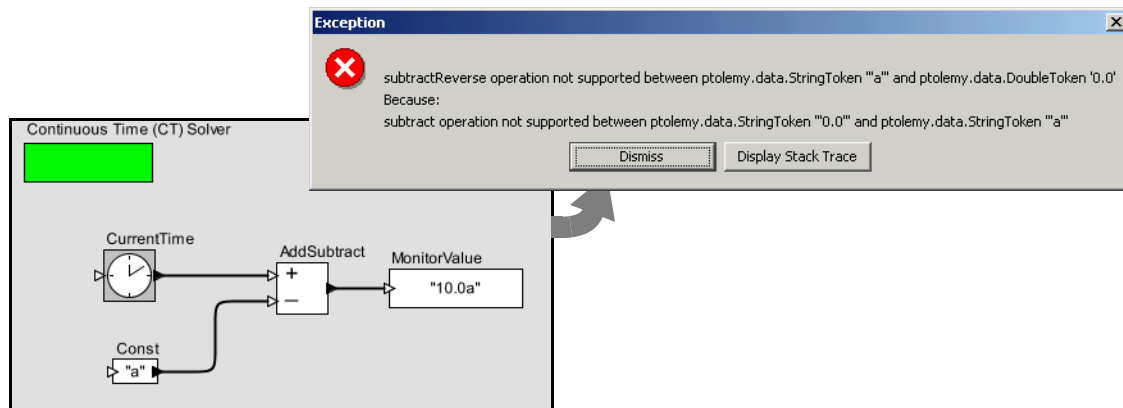 Exception
subtractReverse operation not supported between ptolemy.data.StringToken '"a"' and ptolemy.data.DoubleToken '0.0'
Because:
subtract operation not supported between ptolemy.data.StringToken '"0.0"' and ptolemy.data.StringToken '"a"'
Dismiss
Display Stack Trace
Continuous Time (CT) Solver
CurrentTime
AddSubtract
+
–
MonitorValue
"10.0a"
Const
"a"